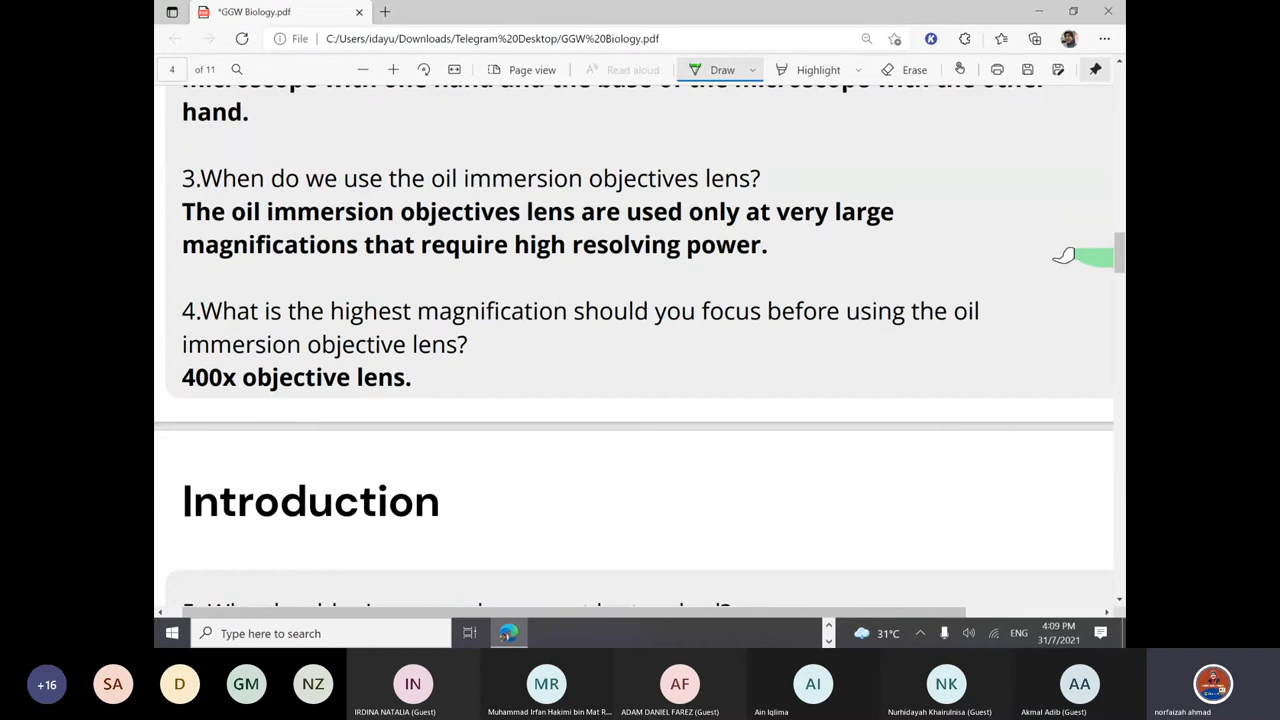 *GGW Biology.pdf
File C:/Users/idayu/Downloads/Telegram%20Desktop/GGW%20Biology.pdf
4 of 11 Page view Read aloud Draw Highlight Erase
microscope with one hand and the base of the microscope with the other
hand.
3.When do we use the oil immersion objectives lens?
The oil immersion objectives lens are used only at very large
magnifications that require high resolving power.
4.What is the highest magnification should you focus before using the oil
immersion objective lens?
400x objective lens.
Introduction
Type here to search
31°C
ENG
4:09 PM
31/7/2021
+16 SA D GM NZ IN MR AF AI NK AA
IRDINA NATALIA (Guest) Muhammad Irfan Hakimi bin Mat R... ADAM DANIEL FAREZ (Guest) Ain Iqlima Nurhidayah Khairulnisa (Guest) Akmal Adib (Guest) norfaizah ahmad